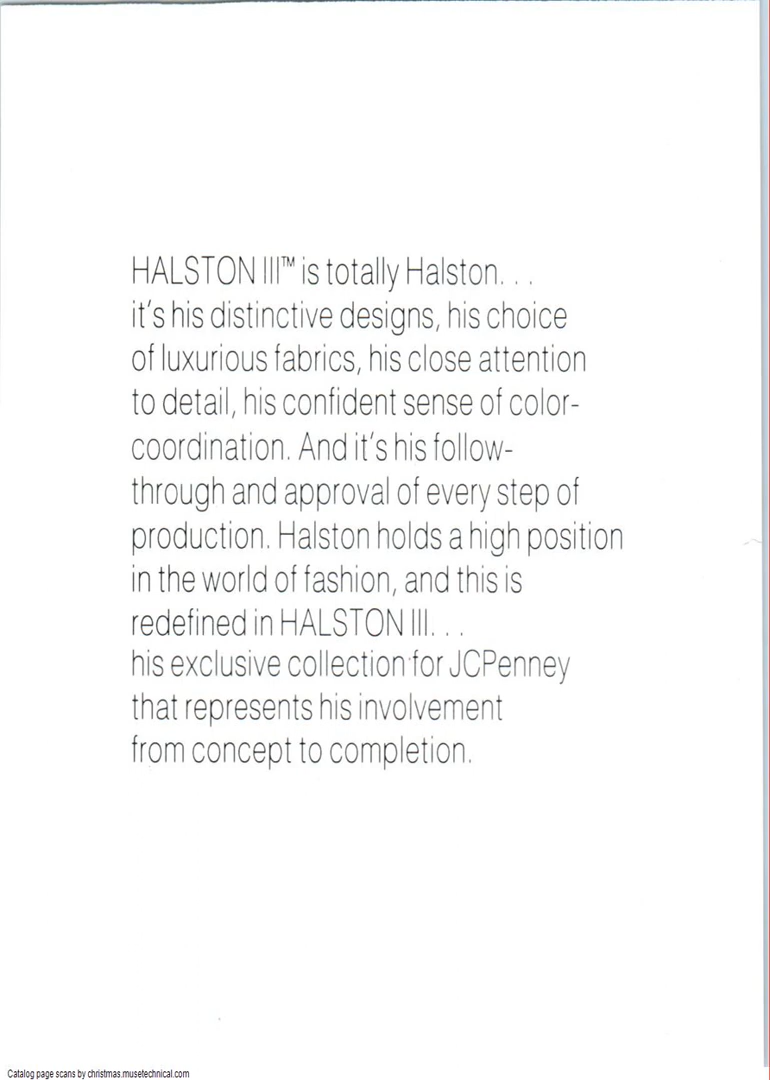 HALSTON III™ is totally Halston. . .
it's his distinctive designs, his choice
of luxurious fabrics, his close attention
to detail, his confident sense of color-
coordination. And it's his follow-
through and approval of every step of
production. Halston holds a high position
in the world of fashion, and this is
redefined in HALSTON III. . .
his exclusive collection for JCPenney
that represents his involvement
from concept to completion.
Catalog page scans by christmas.musetechnical.com